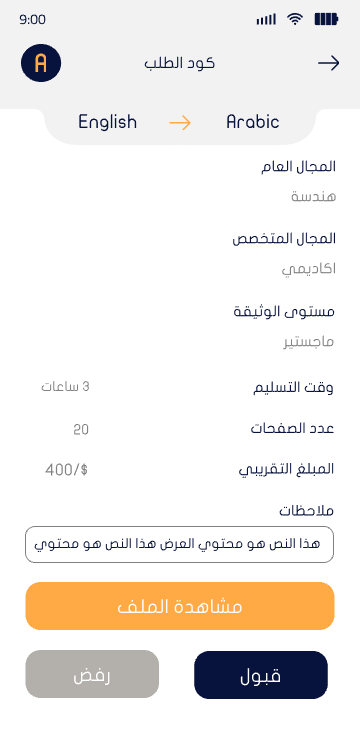 9:00
A
كود الطلب
English → Arabic
المجال العام
هندسة
المجال المتخصص
اكاديمي
مستوى الوثيقة
ماجستير
وقت التسليم
3 ساعات
عدد الصفحات
20
المبلغ التقريبي
400/$
ملاحظات
هذا النص هو محتوي العرض هذا النص هو محتوي
مشاهدة الملف
قبول
رفض